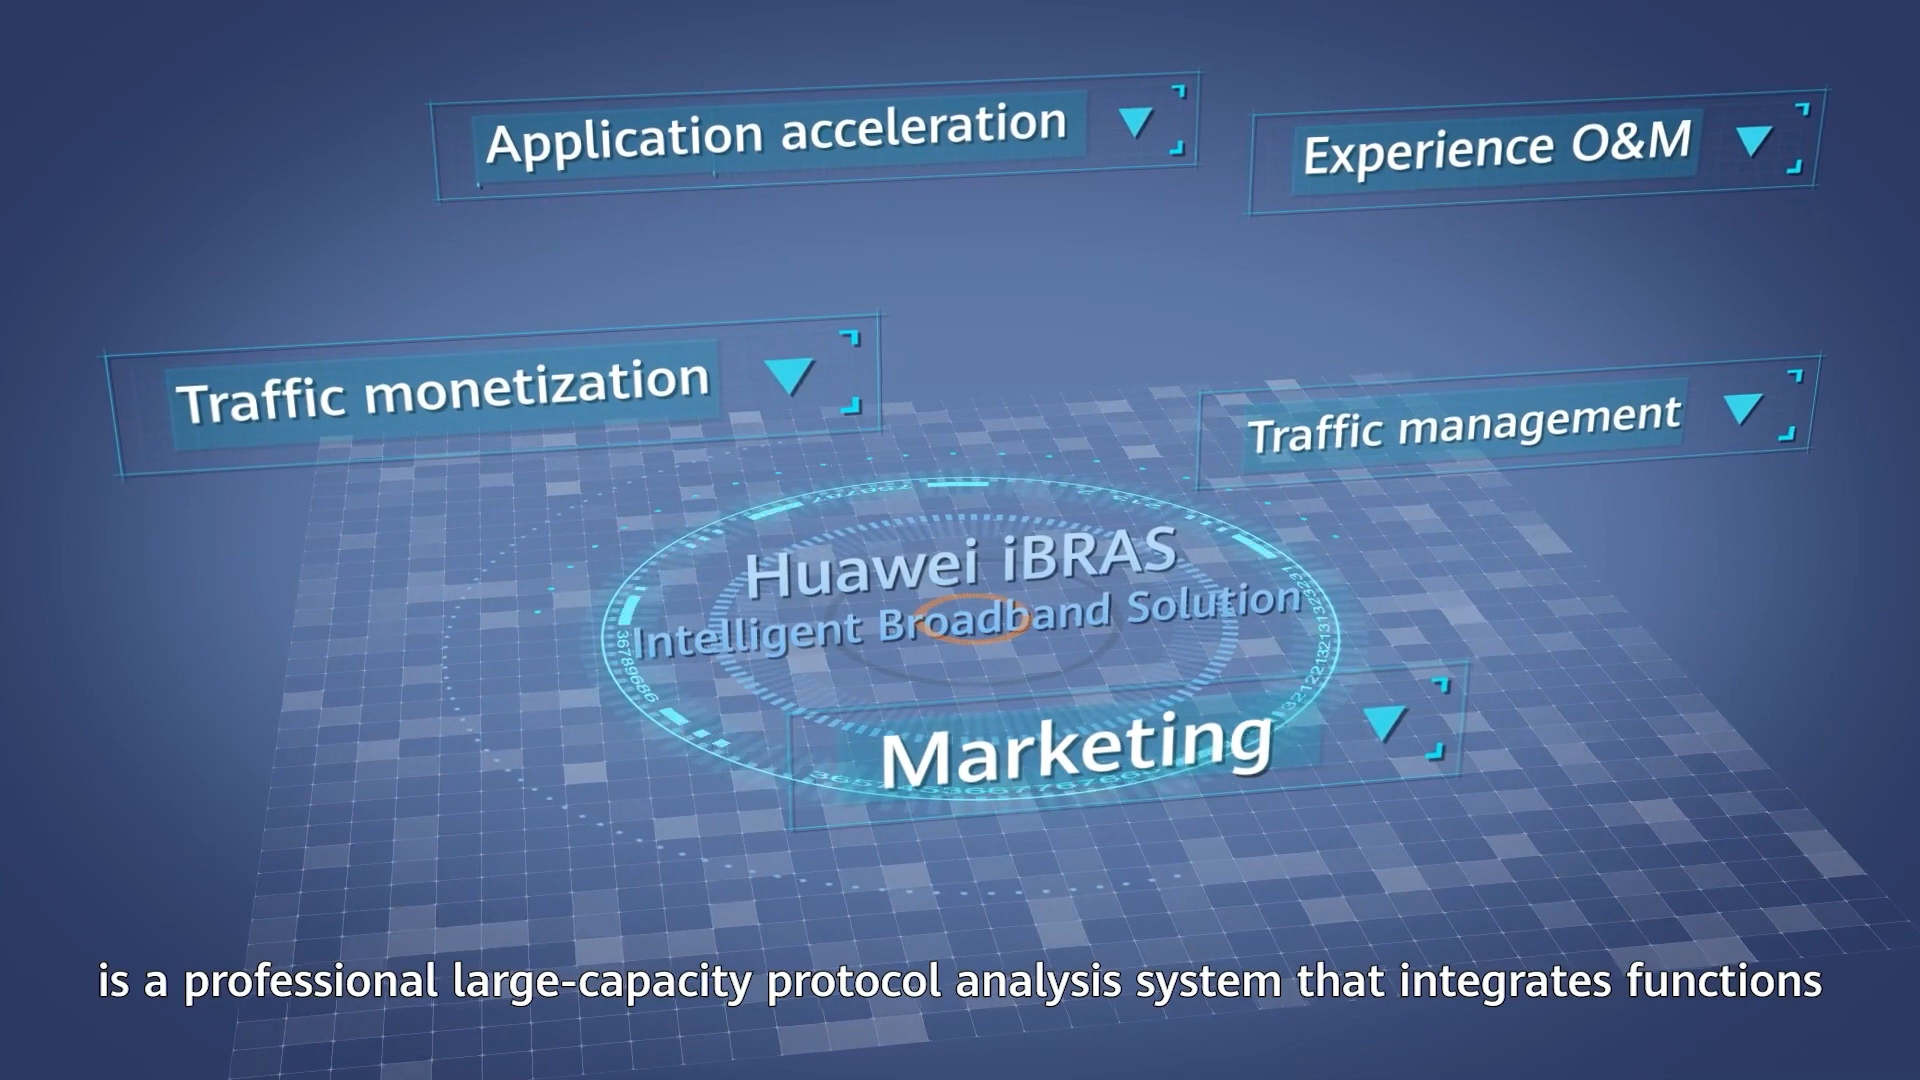 Application acceleration
Experience O&M
Traffic monetization
Traffic management
Huawei iBRAS
Intelligent Broadband Solution
Marketing
is a professional large-capacity protocol analysis system that integrates functions